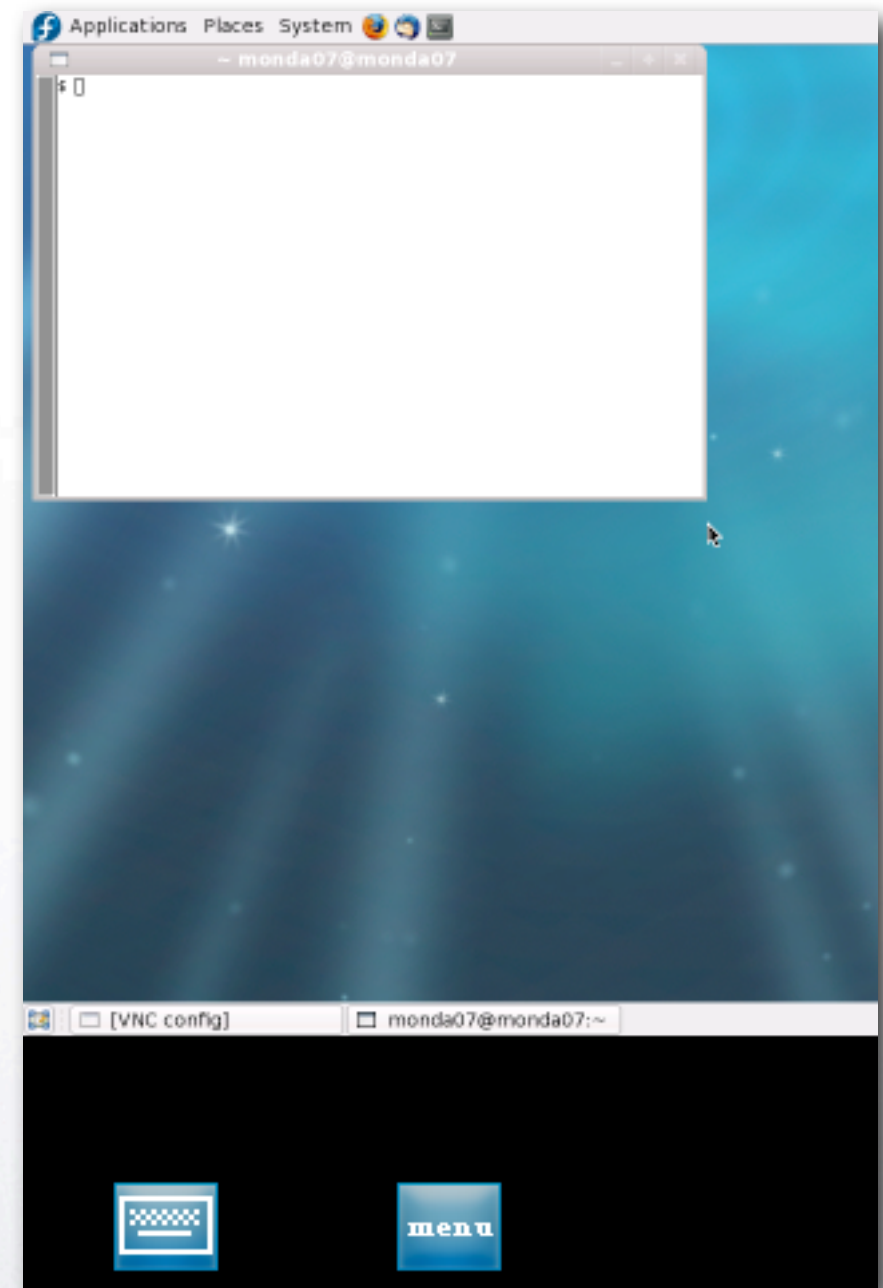 Applications Places System
~ monda07@monda07
$
[VNC config] monda07@monda07:~
menu